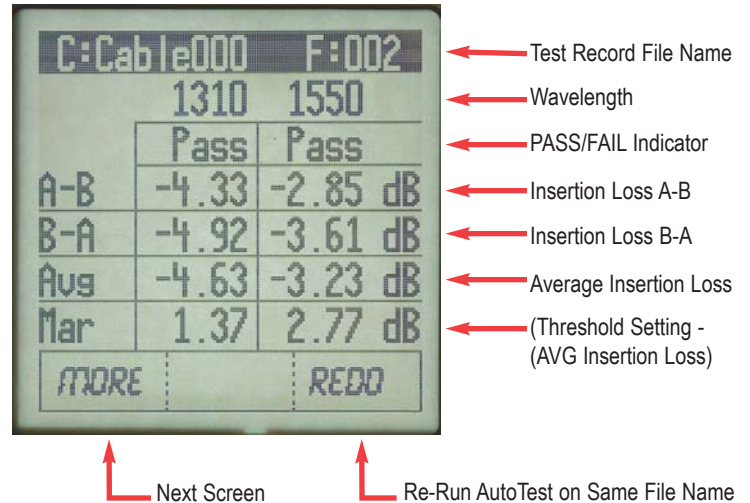 C:Cable000 F:002
Test Record File Name
1310 1550
Wavelength
Pass Pass
PASS/FAIL Indicator
A-B -4.33 -2.85 dB
Insertion Loss A-B
B-A -4.92 -3.61 dB
Insertion Loss B-A
Avg -4.63 -3.23 dB
Average Insertion Loss
Mar 1.37 2.77 dB
(Threshold Setting -
(AVG Insertion Loss)
MORE REDO
Next Screen
Re-Run AutoTest on Same File Name